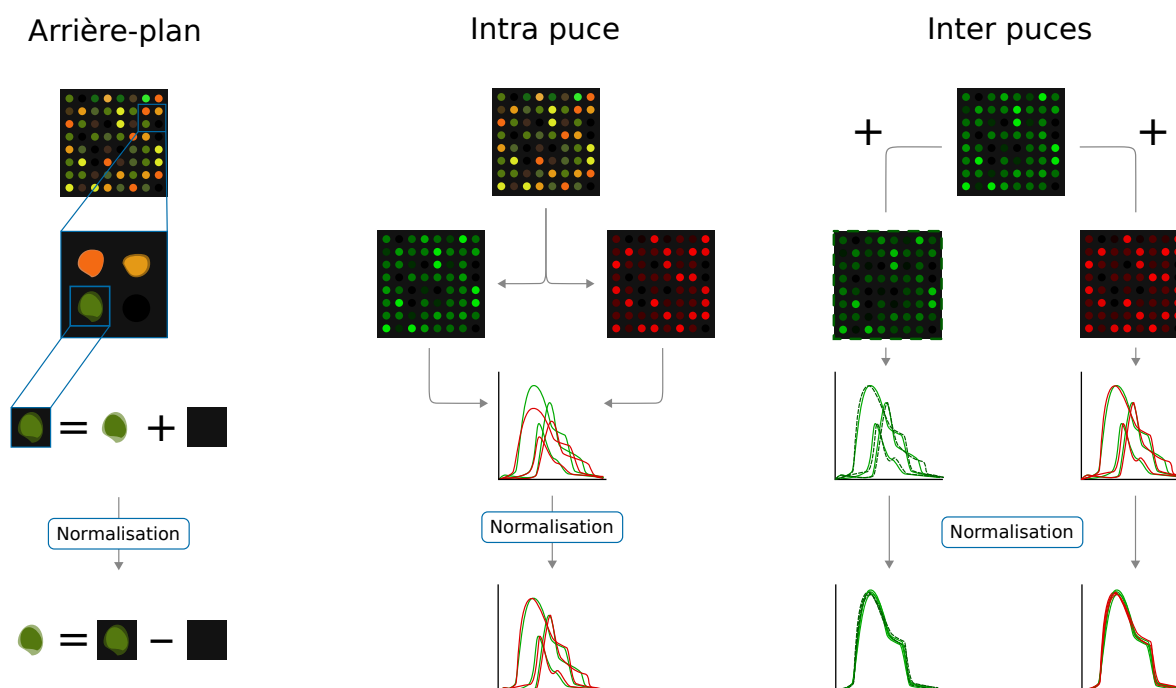 Arrière-plan
Intra puce
Inter puces
+
+
= +
Normalisation
Normalisation
Normalisation
= −